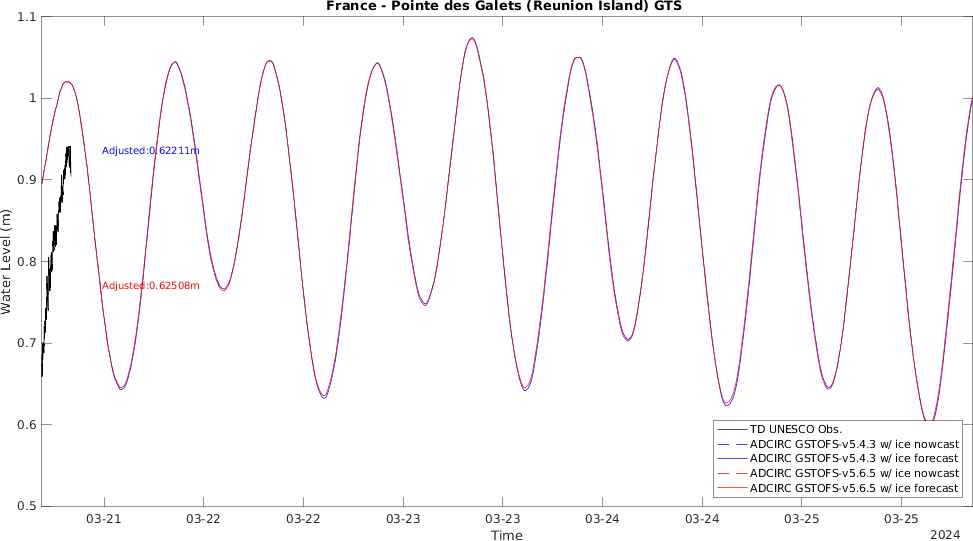 France - Pointe des Galets (Reunion Island) GTS
1.1
1
0.9
0.8
0.7
0.6
0.5
Water Level (m)
Adjusted:0.62211m
Adjusted:0.62508m
TD UNESCO Obs.
ADCIRC GSTOFS-v5.4.3 w/ ice nowcast
ADCIRC GSTOFS-v5.4.3 w/ ice forecast
ADCIRC GSTOFS-v5.6.5 w/ ice nowcast
ADCIRC GSTOFS-v5.6.5 w/ ice forecast
03-21 03-22 03-22 03-23 03-23 03-24 03-24 03-25 03-25
Time
2024